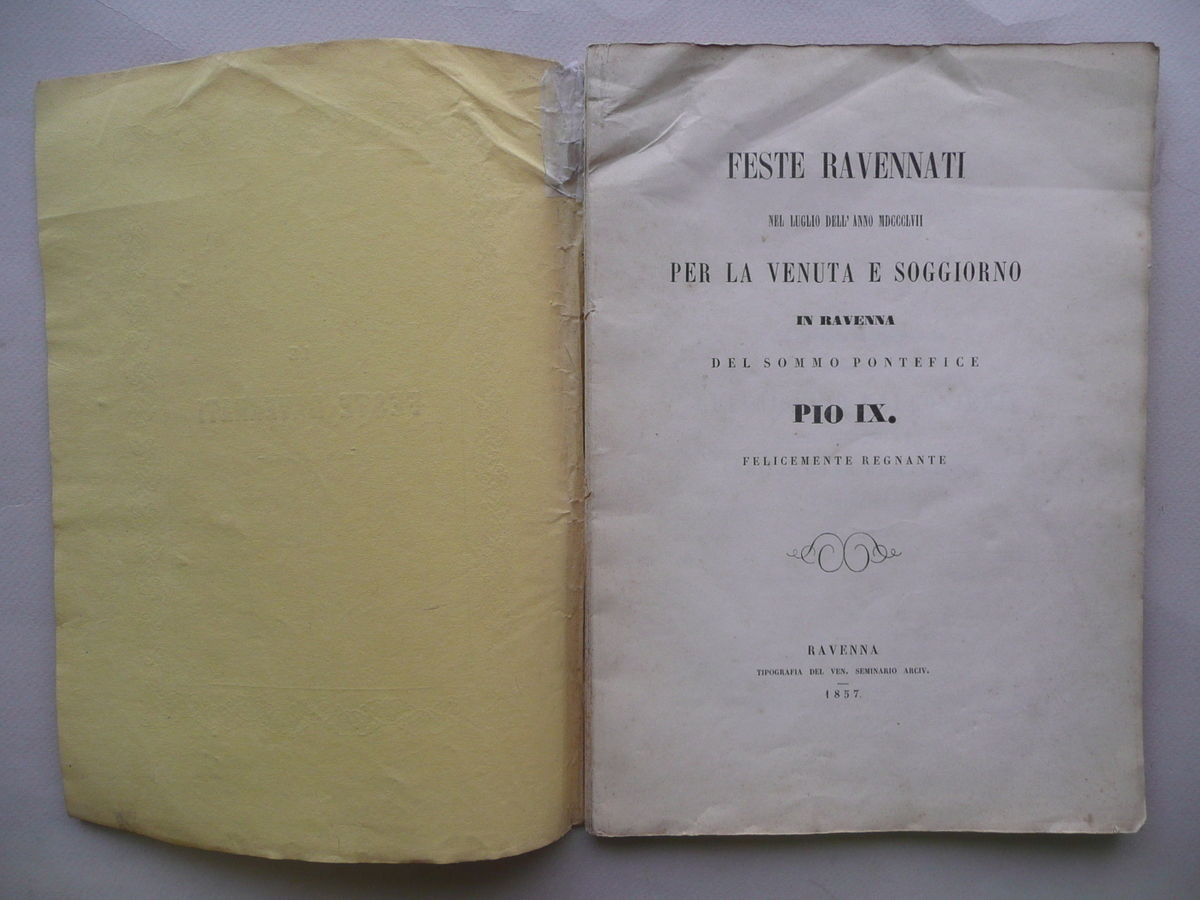 FESTE RAVENNATI
NEL LUGLIO DELL' ANNO MDCCCLVII
PER LA VENUTA E SOGGIORNO
IN RAVENNA
DEL SOMMO PONTEFICE
PIO IX.
FELICEMENTE REGNANTE
RAVENNA
TIPOGRAFIA DEL VEN. SEMINARIO ARCIV.
1857.